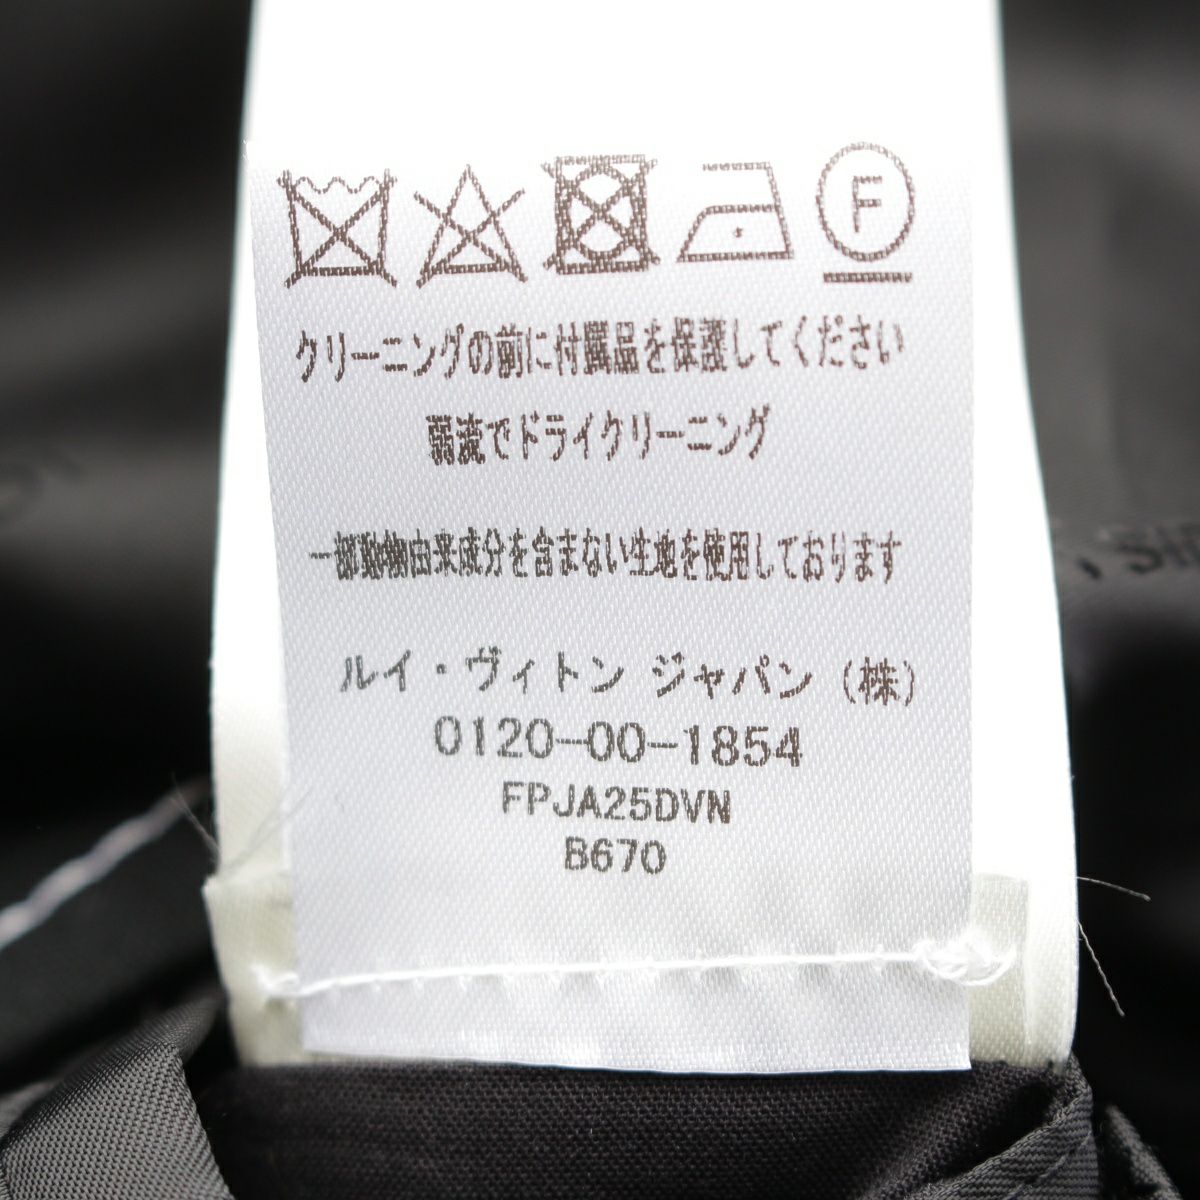 F
クリーニングの前に付属品を保護してください
弱流でドライクリーニング
一部動物由来成分を含まない生地を使用しております
ルイ・ヴィトン ジャパン (株)
0120-00-1854
FPJA25DVN
B670